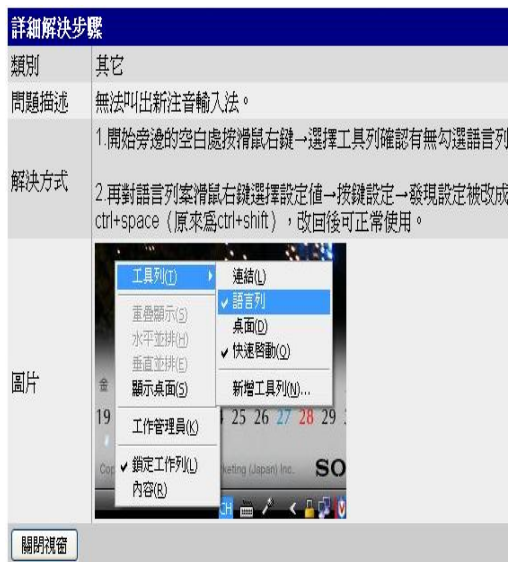 詳細解決步驟
類別 其它
問題描述 無法叫出新注音輸入法。
解決方式
1.開始旁邊的空白處按滑鼠右鍵→選擇工具列確認有無勾選語言列
2.再對語言列案滑鼠右鍵選擇設定值→按鍵設定→發現設定被改成
ctrl+space（原來為ctrl+shift），改回後可正常使用。
圖片
工具列(T)
重疊顯示(S)
水平並排(H)
垂直並排(E)
顯示桌面(S)
工作管理員(K)
鎖定工作列(L)
內容(R)
連結(L)
語言列
桌面(D)
快速啟動(Q)
新增工具列(N)...
金
19 25 26 27 28 29
Cop rketing (Japan) Inc. SO
CH
關閉視窗